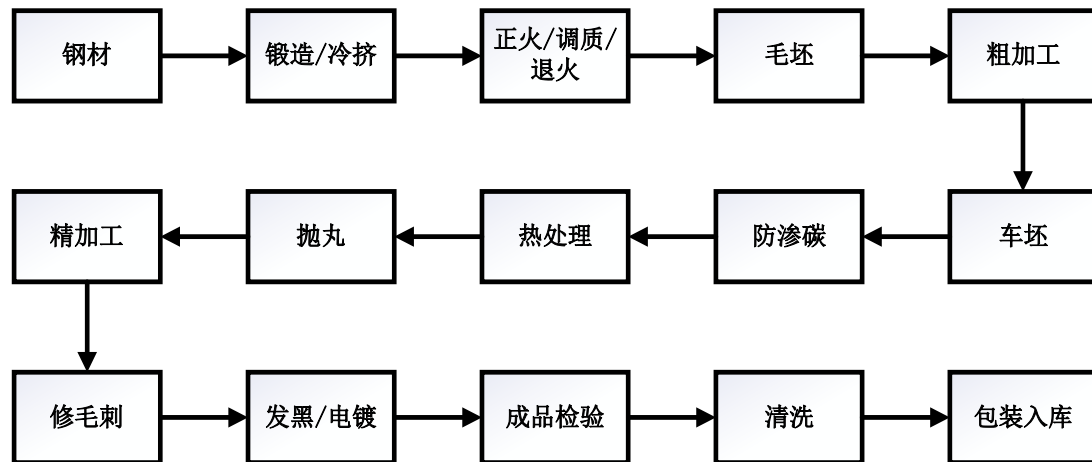 钢材
锻造/冷挤
正火/调质/
退火
毛坯
粗加工
车坯
防渗碳
热处理
抛丸
精加工
修毛刺
发黑/电镀
成品检验
清洗
包装入库